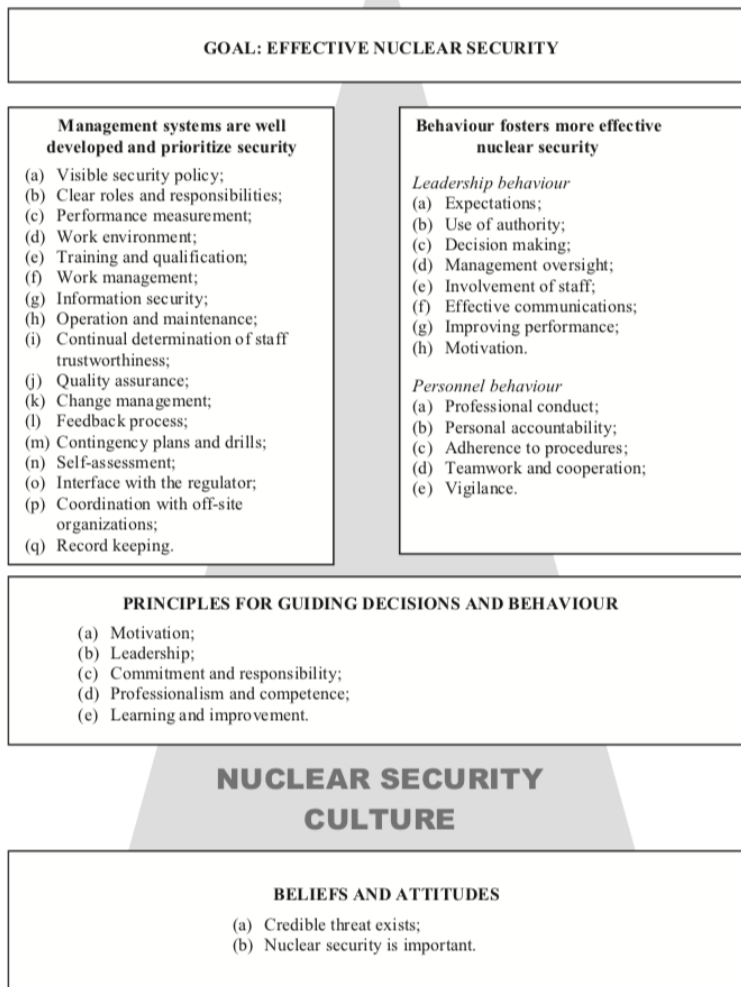 GOAL: EFFECTIVE NUCLEAR SECURITY
Management systems are well
developed and prioritize security
(a) Visible security policy;
(b) Clear roles and responsibilities;
(c) Performance measurement;
(d) Work environment;
(e) Training and qualification;
(f) Work management;
(g) Information security;
(h) Operation and maintenance;
(i) Continual determination of staff
trustworthiness;
(j) Quality assurance;
(k) Change management;
(l) Feedback process;
(m) Contingency plans and drills;
(n) Self-assessment;
(o) Interface with the regulator;
(p) Coordination with off-site
organizations;
(q) Record keeping.
Behaviour fosters more effective
nuclear security
Leadership behaviour
(a) Expectations;
(b) Use of authority;
(c) Decision making;
(d) Management oversight;
(e) Involvement of staff;
(f) Effective communications;
(g) Improving performance;
(h) Motivation.
Personnel behaviour
(a) Professional conduct;
(b) Personal accountability;
(c) Adherence to procedures;
(d) Teamwork and cooperation;
(e) Vigilance.
PRINCIPLES FOR GUIDING DECISIONS AND BEHAVIOUR
(a) Motivation;
(b) Leadership;
(c) Commitment and responsibility;
(d) Professionalism and competence;
(e) Learning and improvement.
NUCLEAR SECURITY
CULTURE
BELIEFS AND ATTITUDES
(a) Credible threat exists;
(b) Nuclear security is important.